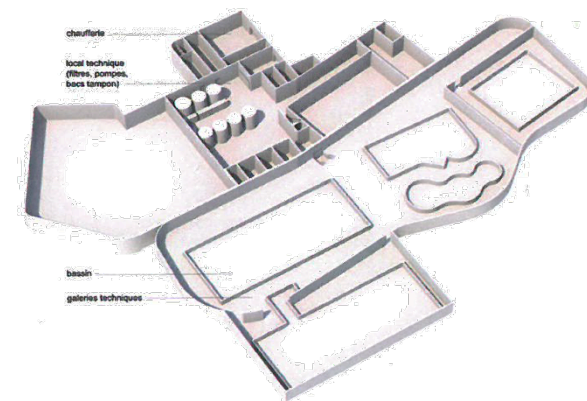 chaufferie
local technique
(filtres, pompes,
bacs tampon)
bassin
galeries techniques